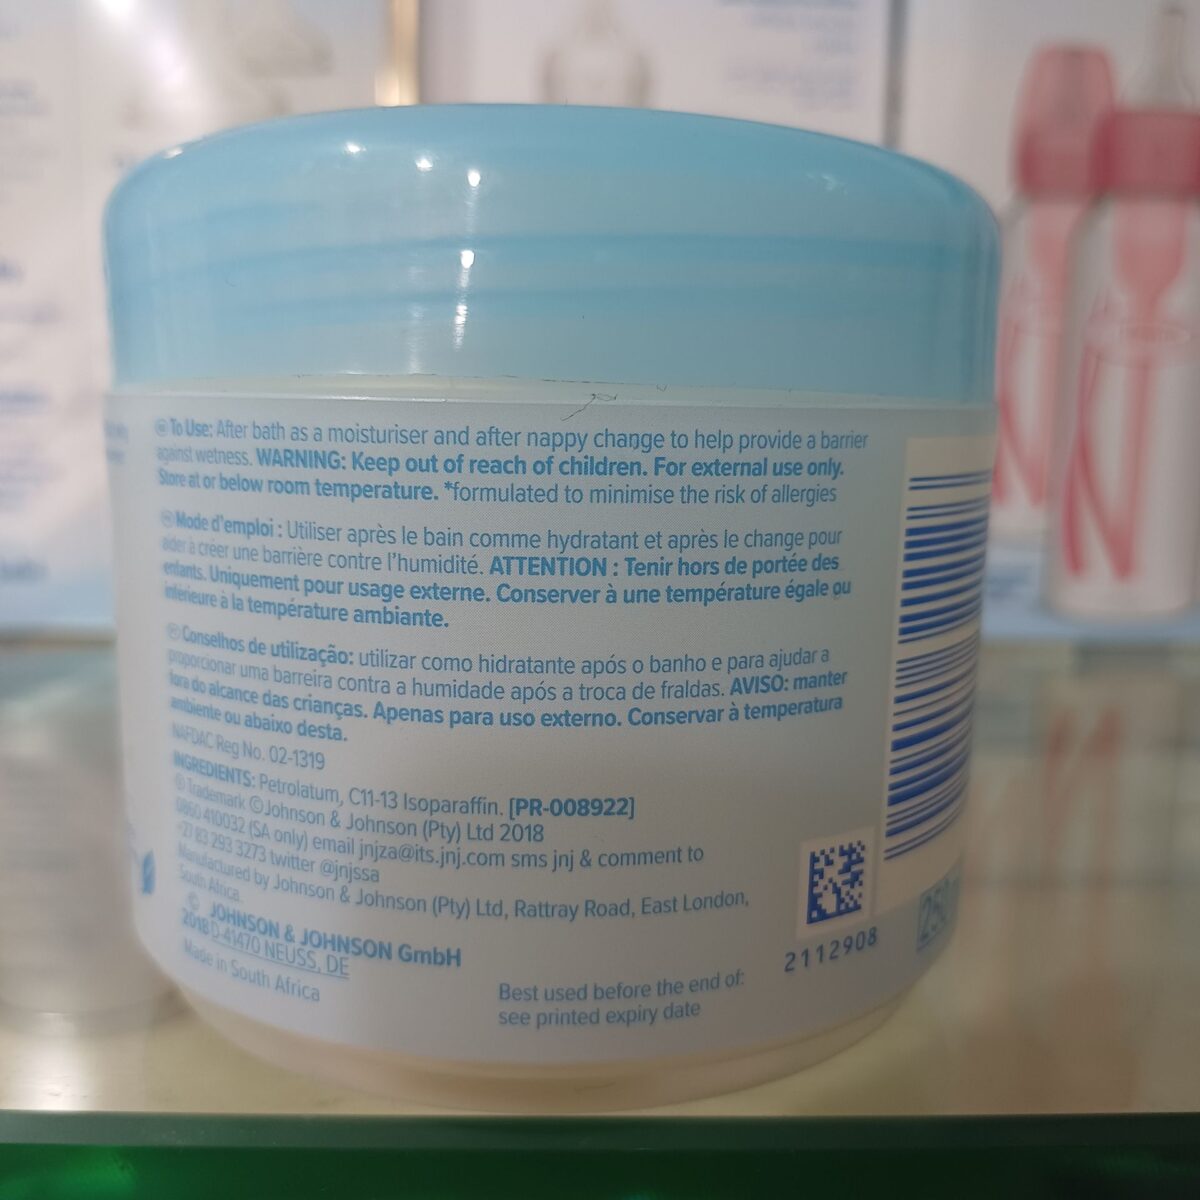 To Use: After bath as a moisturiser and after nappy change to help provide a barrier
against wetness. WARNING: Keep out of reach of children. For external use only.
Store at or below room temperature. *formulated to minimise the risk of allergies
Mode d'emploi : Utiliser après le bain comme hydratant et après le change pour
aider à créer une barrière contre l'humidité. ATTENTION : Tenir hors de portée des
enfants. Uniquement pour usage externe. Conserver à une température égale ou
inférieure à la température ambiante.
Conselhos de utilização: utilizar como hidratante após o banho e para ajudar a
proporcionar uma barreira contra a humidade após a troca de fraldas. AVISO: manter
fora do alcance das crianças. Apenas para uso externo. Conservar à temperatura
ambiente ou abaixo desta.
NAFDAC Reg No. 02-1319
INGREDIENTS: Petrolatum, C11-13 Isoparaffin. [PR-008922]
Trademark ©Johnson & Johnson (Pty) Ltd 2018
0860 410032 (SA only) email jnjza@its.jnj.com sms jnj & comment to
+27 83 293 3273 twitter @jnjssa
Manufactured by Johnson & Johnson (Pty) Ltd, Rattray Road, East London,
South Africa.
© JOHNSON & JOHNSON GmbH
2018 D-41470 NEUSS, DE
Made in South Africa
Best used before the end of:
see printed expiry date
2112908
250